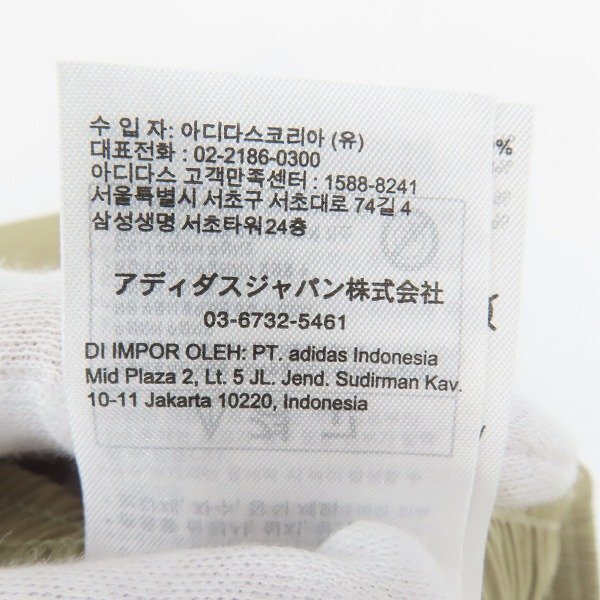 수 입 자: 아디다스코리아 (유)
대표전화 : 02-2186-0300
아디다스 고객만족센터 : 1588-8241
서울특별시 서초구 서초대로 74길 4
삼성생명 서초타워24층
アディダスジャパン株式会社
03-6732-5461
DI IMPOR OLEH: PT. adidas Indonesia
Mid Plaza 2, Lt. 5 JL. Jend. Sudirman Kav.
10-11 Jakarta 10220, Indonesia